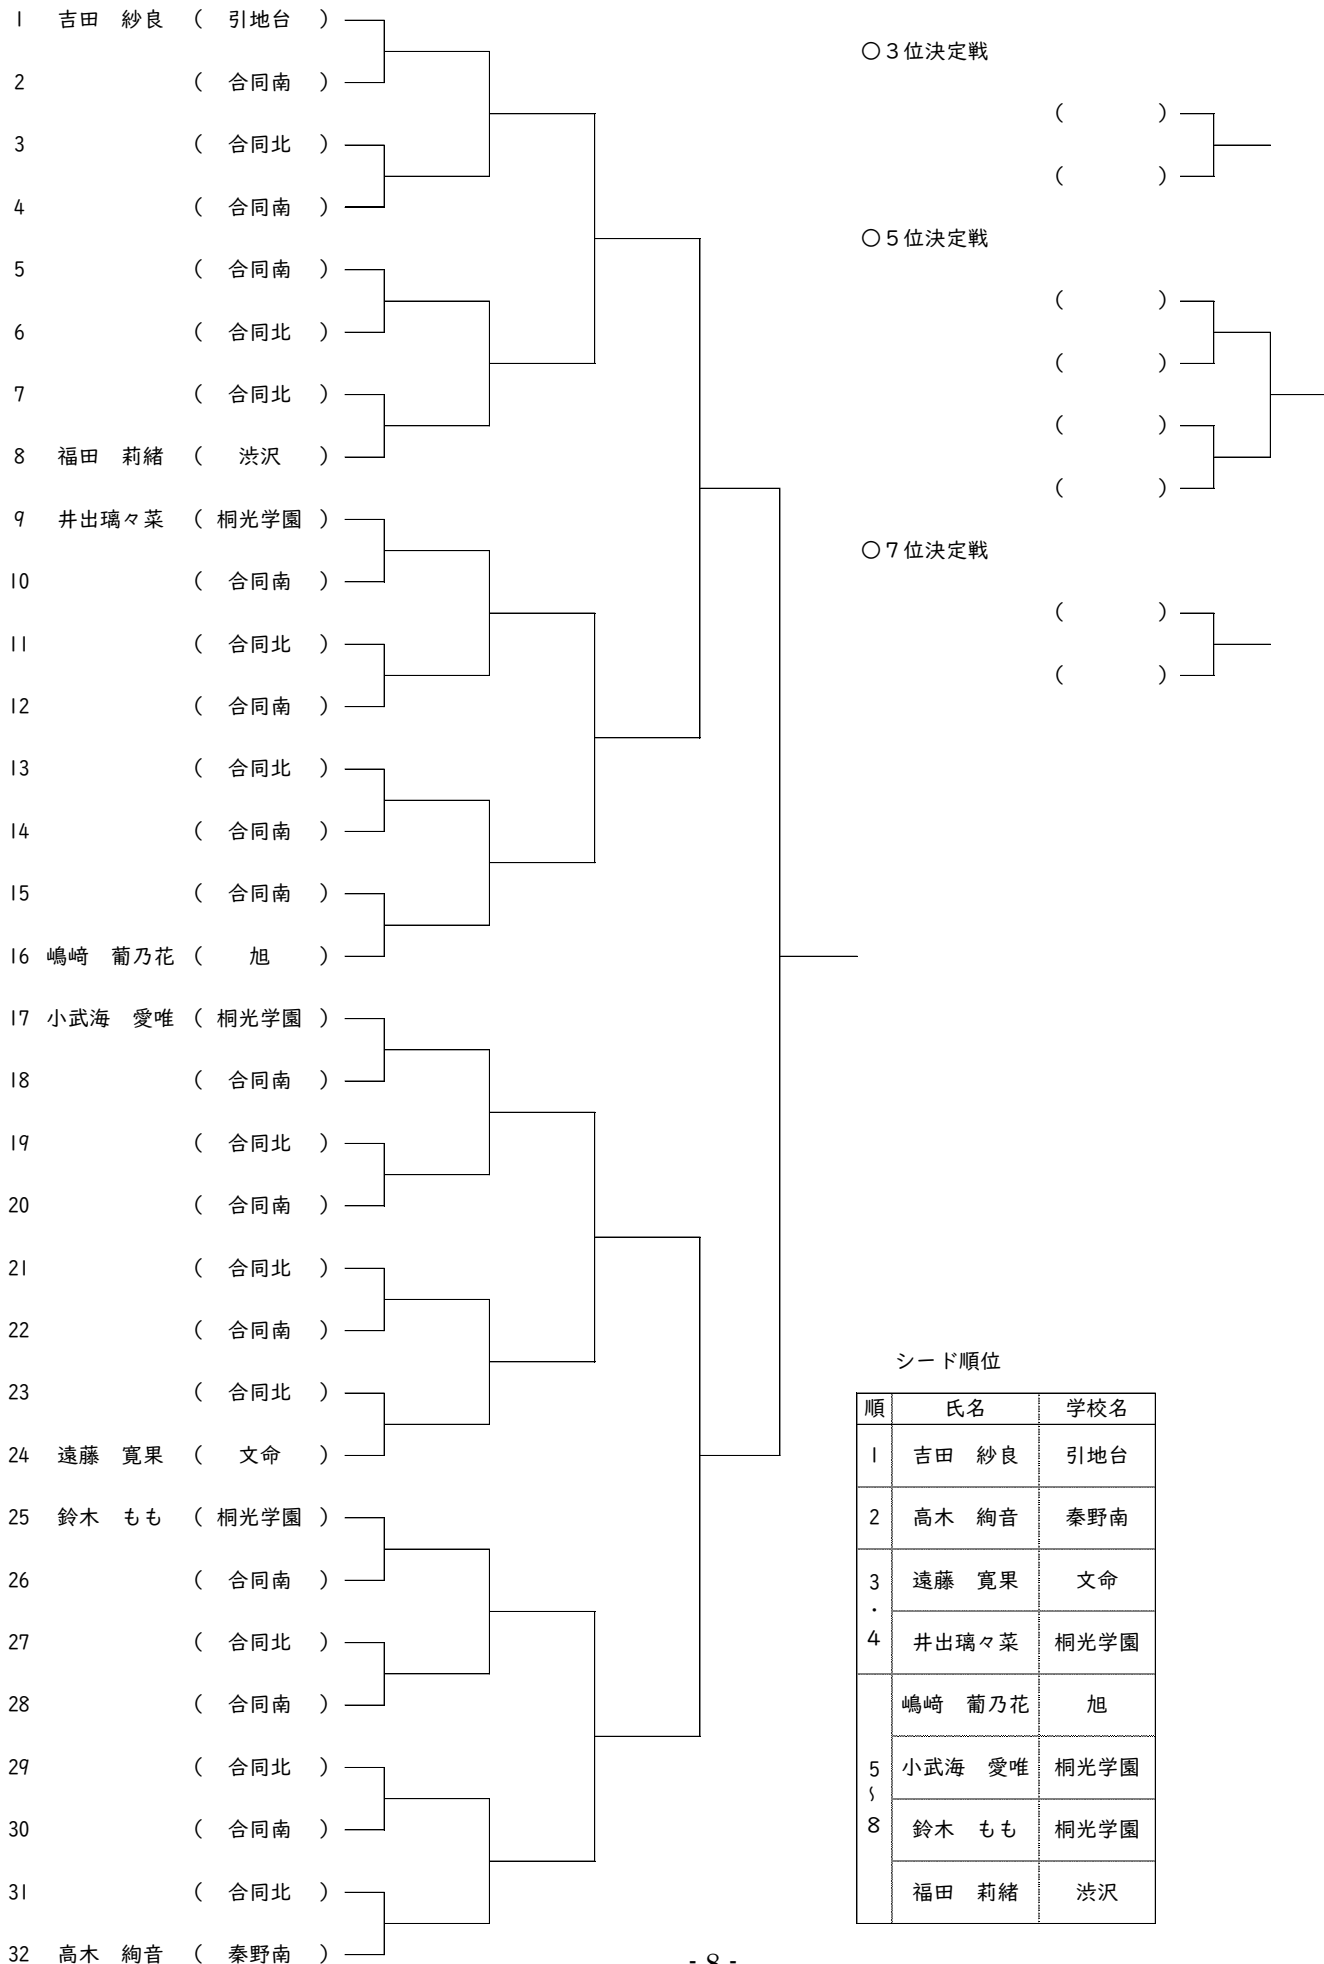 1 吉田 紗良 ( 引地台 )
2 ( 合同南 )
3 ( 合同北 )
4 ( 合同南 )
5 ( 合同南 )
6 ( 合同北 )
7 ( 合同北 )
8 福田 莉緒 ( 渋沢 )
9 井出璃々菜 ( 桐光学園 )
10 ( 合同南 )
11 ( 合同北 )
12 ( 合同南 )
13 ( 合同北 )
14 ( 合同南 )
15 ( 合同南 )
16 嶋﨑 葡乃花 ( 旭 )
17 小武海 愛唯 ( 桐光学園 )
18 ( 合同南 )
19 ( 合同北 )
20 ( 合同南 )
21 ( 合同北 )
22 ( 合同南 )
23 ( 合同北 )
24 遠藤 寛果 ( 文命 )
25 鈴木 もも ( 桐光学園 )
26 ( 合同南 )
27 ( 合同北 )
28 ( 合同南 )
29 ( 合同北 )
30 ( 合同南 )
31 ( 合同北 )
32 高木 絢音 ( 秦野南 )
○3位決定戦
( )
( )
○5位決定戦
( )
( )
( )
( )
○7位決定戦
( )
( )
シード順位
順 氏名 学校名
1 吉田 紗良 引地台
2 高木 絢音 秦野南
3・4 遠藤 寛果 文命
井出璃々菜 桐光学園
5~8 嶋﨑 葡乃花 旭
小武海 愛唯 桐光学園
鈴木 もも 桐光学園
福田 莉緒 渋沢
- 8 -